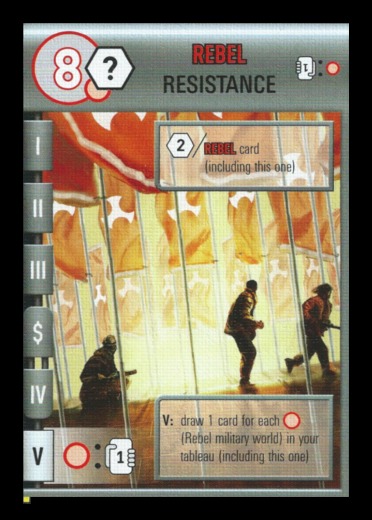 8 ? REBEL 1 :
RESISTANCE
I
2 / REBEL card
(including this one)
II
III
$
IV
V : 1
V: draw 1 card for each
(Rebel military world) in your
tableau (including this one)